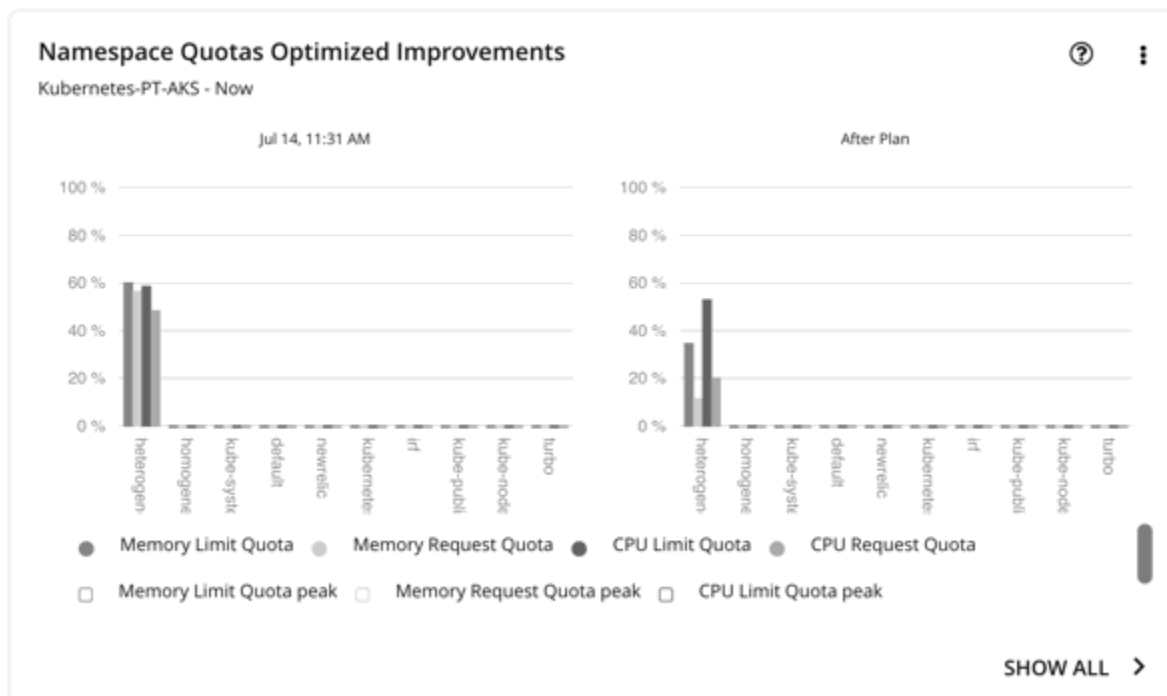 Namespace Quotas Optimized Improvements
Kubernetes-PT-AKS - Now
Jul 14, 11:31 AM
100 %
80 %
60 %
40 %
20 %
0 %
heterogen
homogene
kube-syste
default
newrelic
kubernete
irf
kube-publi
kube-node
turbo
After Plan
100 %
80 %
60 %
40 %
20 %
0 %
heterogen
homogene
kube-syste
default
newrelic
kubernete
irf
kube-publi
kube-node
turbo
Memory Limit Quota Memory Request Quota CPU Limit Quota CPU Request Quota
Memory Limit Quota peak Memory Request Quota peak CPU Limit Quota peak
SHOW ALL